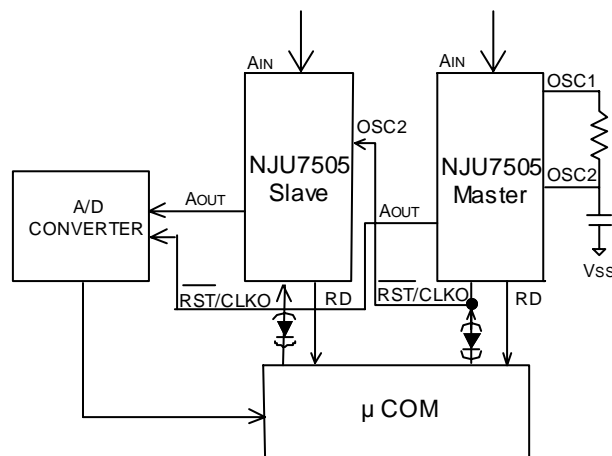 AIN
AIN
OSC1
OSC2
NJU7505
Slave
NJU7505
Master
OSC2
A/D
CONVERTER
AOUT
AOUT
VSS
RST/CLKO
RD
RST/CLKO
RD
µ COM